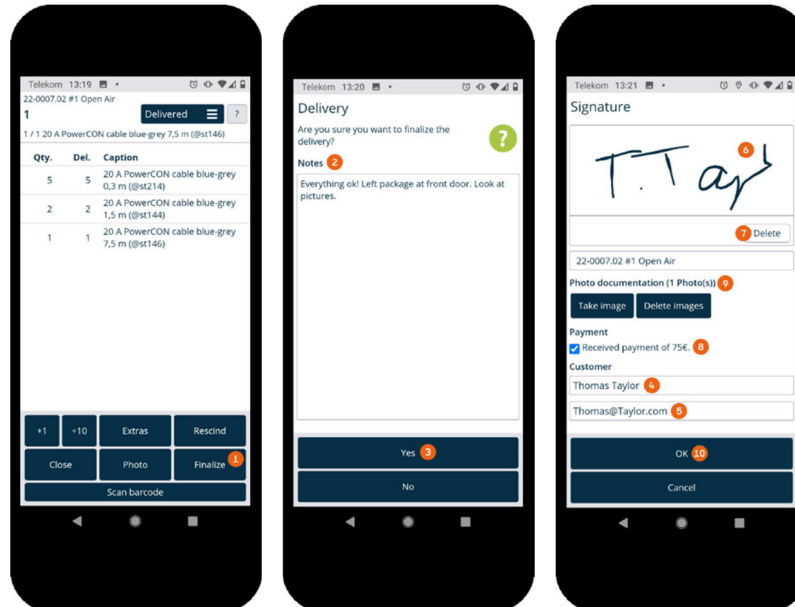 Telekom 13:19
22-0007.02 #1 Open Air
1
Delivered
?
1 / 1 20 A PowerCON cable blue-grey 7,5 m (@st146)
Qty. Del. Caption
5 5 20 A PowerCON cable blue-grey
0,3 m (@st214)
2 2 20 A PowerCON cable blue-grey
1,5 m (@st144)
1 1 20 A PowerCON cable blue-grey
7,5 m (@st146)
+1 +10 Extras Rescind
Close Photo Finalize 1
Scan barcode
Telekom 13:20
Delivery
Are you sure you want to finalize the
delivery?
?
Notes 2
Everything ok! Left package at front door. Look at
pictures.
Yes 3
No
Telekom 13:21
Signature
6
T. Tayl
7 Delete
22-0007.02 #1 Open Air
Photo documentation (1 Photo(s)) 9
Take image Delete images
Payment
Received payment of 75€. 8
Customer
Thomas Taylor 4
Thomas@Taylor.com 5
OK 10
Cancel